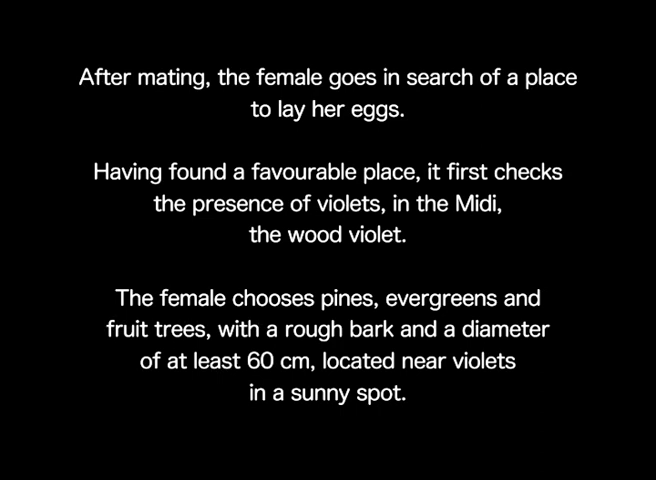 After mating, the female goes in search of a place
to lay her eggs.
Having found a favourable place, it first checks
the presence of violets, in the Midi,
the wood violet.
The female chooses pines, evergreens and
fruit trees, with a rough bark and a diameter
of at least 60 cm, located near violets
in a sunny spot.